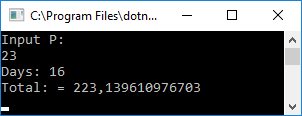 C:\Program Files\dotn...
Input P:
23
Days: 16
Total: = 223,139610976703